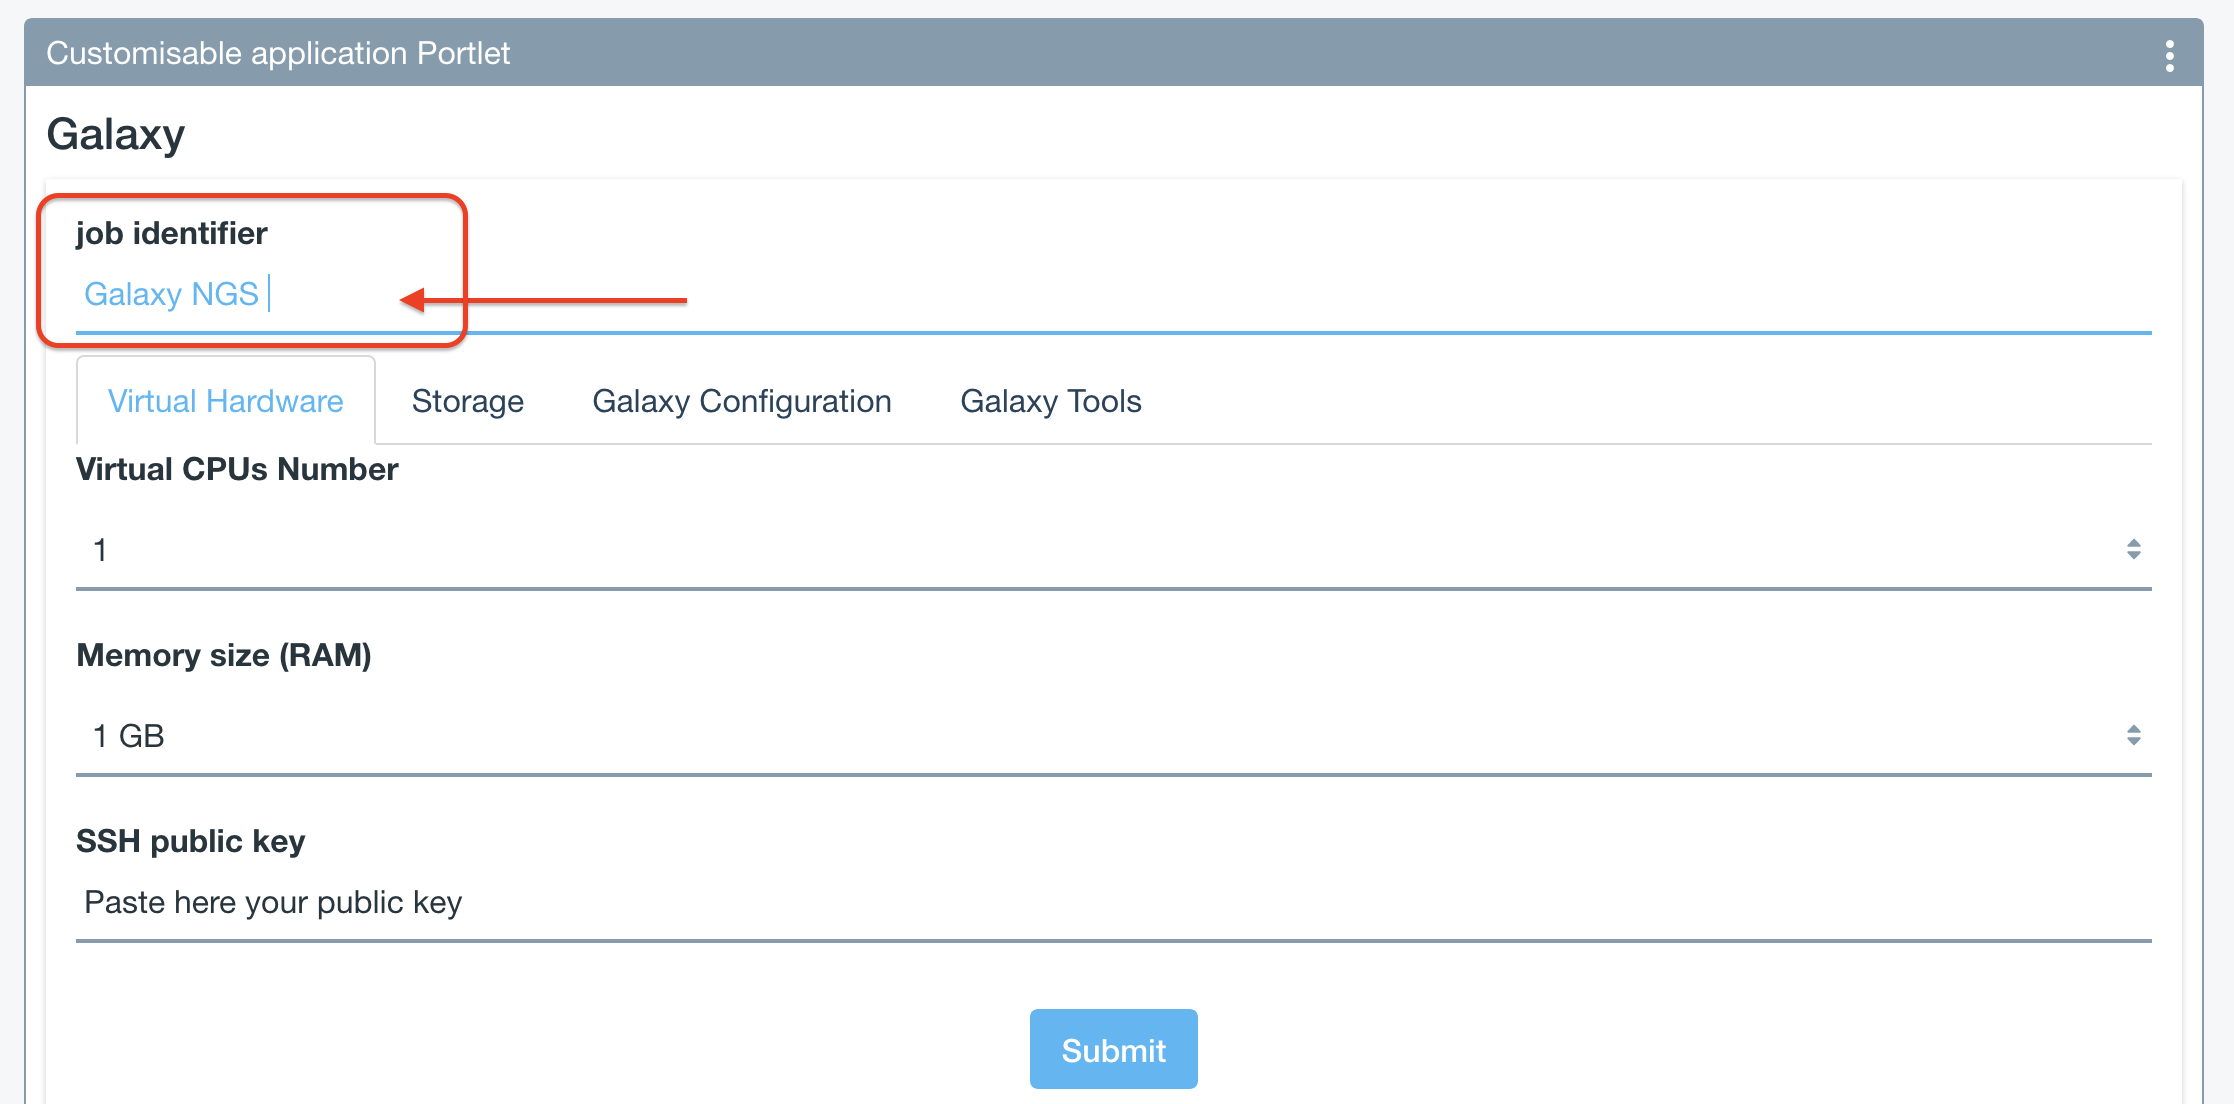 Customisable application Portlet
Galaxy
job identifier
Galaxy NGS
Virtual Hardware Storage Galaxy Configuration Galaxy Tools
Virtual CPUs Number
1
Memory size (RAM)
1 GB
SSH public key
Paste here your public key
Submit